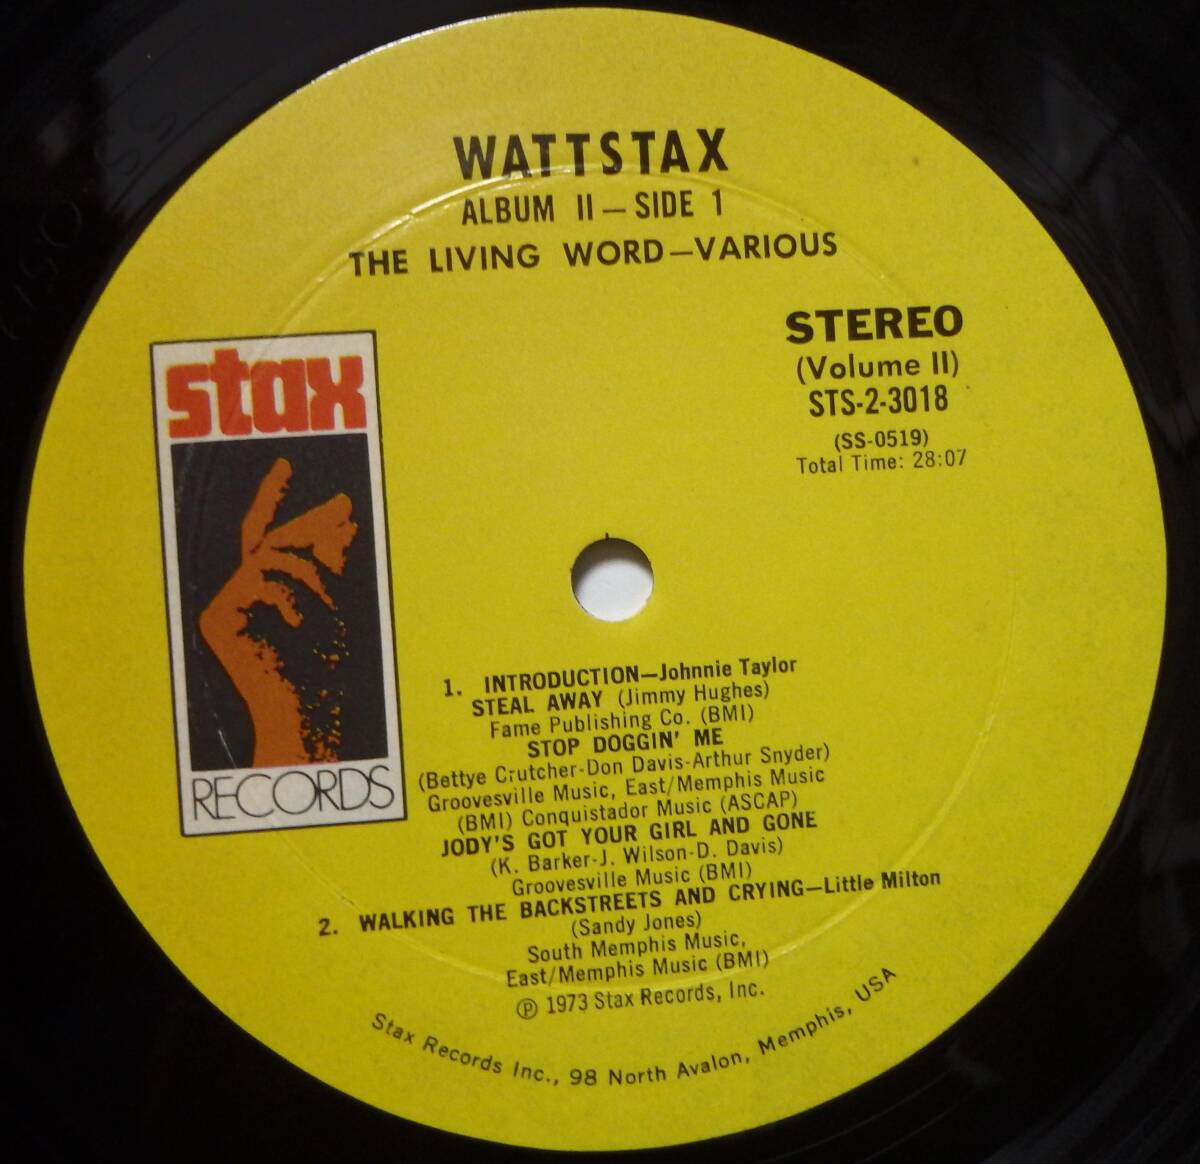 WATTSTAX
ALBUM II — SIDE 1
THE LIVING WORD—VARIOUS
STEREO
(Volume II)
STS-2-3018
(SS-0519)
Total Time: 28:07
stax
RECORDS
1. INTRODUCTION—Johnnie Taylor
STEAL AWAY (Jimmy Hughes)
Fame Publishing Co. (BMI)
STOP DOGGIN' ME
(Bettye Crutcher-Don Davis-Arthur Snyder)
Groovesville Music, East/Memphis Music
(BMI) Conquistador Music (ASCAP)
JODY'S GOT YOUR GIRL AND GONE
(K. Barker-J. Wilson-D. Davis)
Groovesville Music (BMI)
2. WALKING THE BACKSTREETS AND CRYING—Little Milton
(Sandy Jones)
South Memphis Music,
East/Memphis Music (BMI)
Ⓟ 1973 Stax Records, Inc.
Stax Records Inc., 98 North Avalon, Memphis, USA